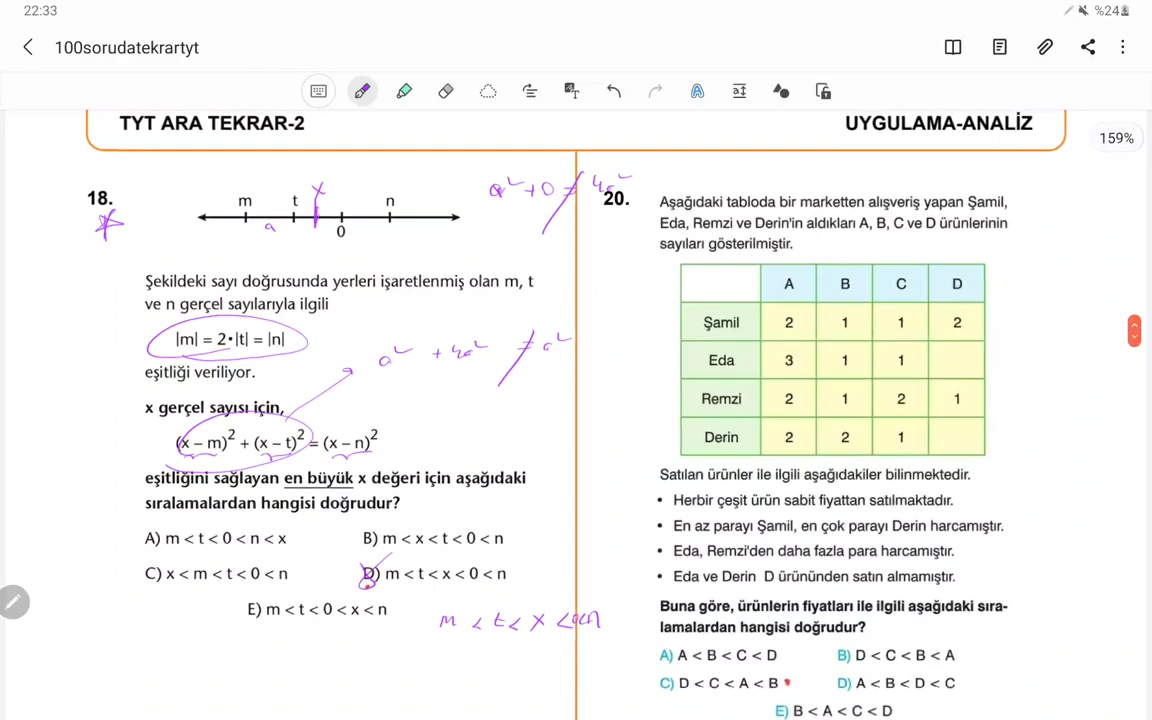 22:33
%24
100sorudatekrartyt
159%
TYT ARA TEKRAR-2
UYGULAMA-ANALİZ
18.
m t x n
a 0
a² + 0 ≠ 4a²
Şekildeki sayı doğrusunda yerleri işaretlenmiş olan m, t
ve n gerçel sayılarıyla ilgili
|m| = 2•|t| = |n|
eşitliği veriliyor.
a² + 4a² ≠ a²
x gerçel sayısı için,
(x – m)² + (x – t)² = (x – n)²
eşitliğini sağlayan en büyük x değeri için aşağıdaki
sıralamalardan hangisi doğrudur?
A) m < t < 0 < n < x
B) m < x < t < 0 < n
C) x < m < t < 0 < n
D) m < t < x < 0 < n
E) m < t < 0 < x < n
m < t < x < 0 < n
20.
Aşağıdaki tabloda bir marketten alışveriş yapan Şamil,
Eda, Remzi ve Derin'in aldıkları A, B, C ve D ürünlerinin
sayıları gösterilmiştir.
A B C D
Şamil 2 1 1 2
Eda 3 1 1
Remzi 2 1 2 1
Derin 2 2 1
Satılan ürünler ile ilgili aşağıdakiler bilinmektedir.
• Herbir çeşit ürün sabit fiyattan satılmaktadır.
• En az parayı Şamil, en çok parayı Derin harcamıştır.
• Eda, Remzi'den daha fazla para harcamıştır.
• Eda ve Derin D ürününden satın almamıştır.
Buna göre, ürünlerin fiyatları ile ilgili aşağıdaki sıra-
lamalardan hangisi doğrudur?
A) A < B < C < D
B) D < C < B < A
C) D < C < A < B
D) A < B < D < C
E) B < A < C < D